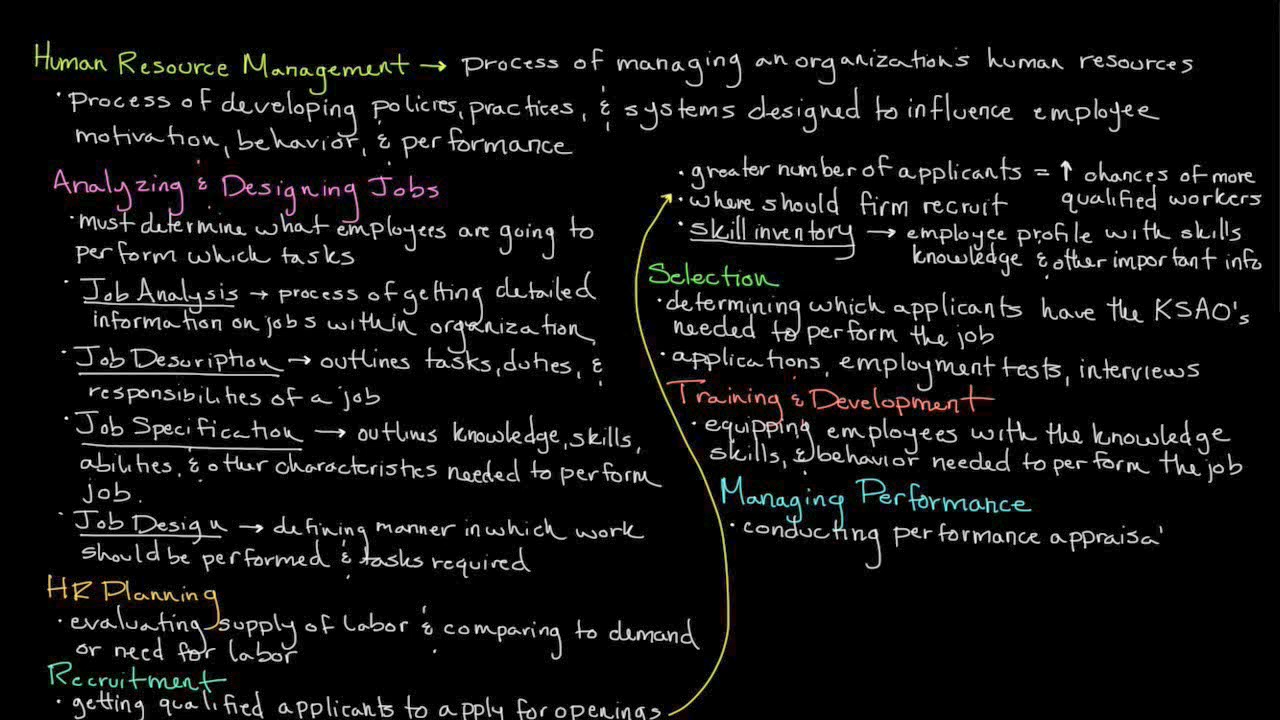 Human Resource Management → process of managing an organization's human resources
• process of developing policies, practices, & systems designed to influence employee
motivation, behavior, & performance
Analyzing & Designing Jobs
• must determine what employees are going to
perform which tasks
• Job Analysis → process of getting detailed
information on jobs within organization
• Job Description → outlines tasks, duties, &
responsibilities of a job
• Job Specification → outlines knowledge, skills,
abilities, & other characteristics needed to perform
job.
• Job Design → defining manner in which work
should be performed & tasks required
HR Planning
• evaluating supply of labor & comparing to demand
or need for labor
Recruitment
• getting qualified applicants to apply for openings
• greater number of applicants = ↑ chances of more
qualified workers
• where should firm recruit
• skill inventory → employee profile with skills
knowledge & other important info
Selection
• determining which applicants have the KSAO's
needed to perform the job
• applications, employment tests, interviews
Training & Development
• equipping employees with the knowledge
skills, & behavior needed to perform the job
Managing Performance
• conducting performance appraisa'